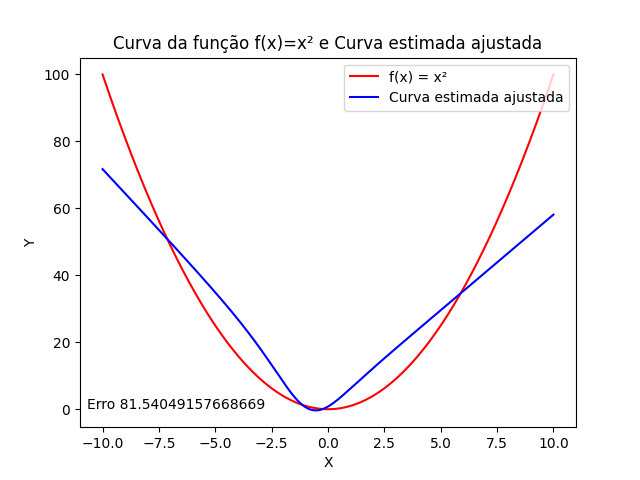 Curva da função f(x)=x² e Curva estimada ajustada
f(x) = x²
Curva estimada ajustada
100
80
60
40
20
0
Y
Erro 81.54049157668669
−10.0 −7.5 −5.0 −2.5 0.0 2.5 5.0 7.5 10.0
X